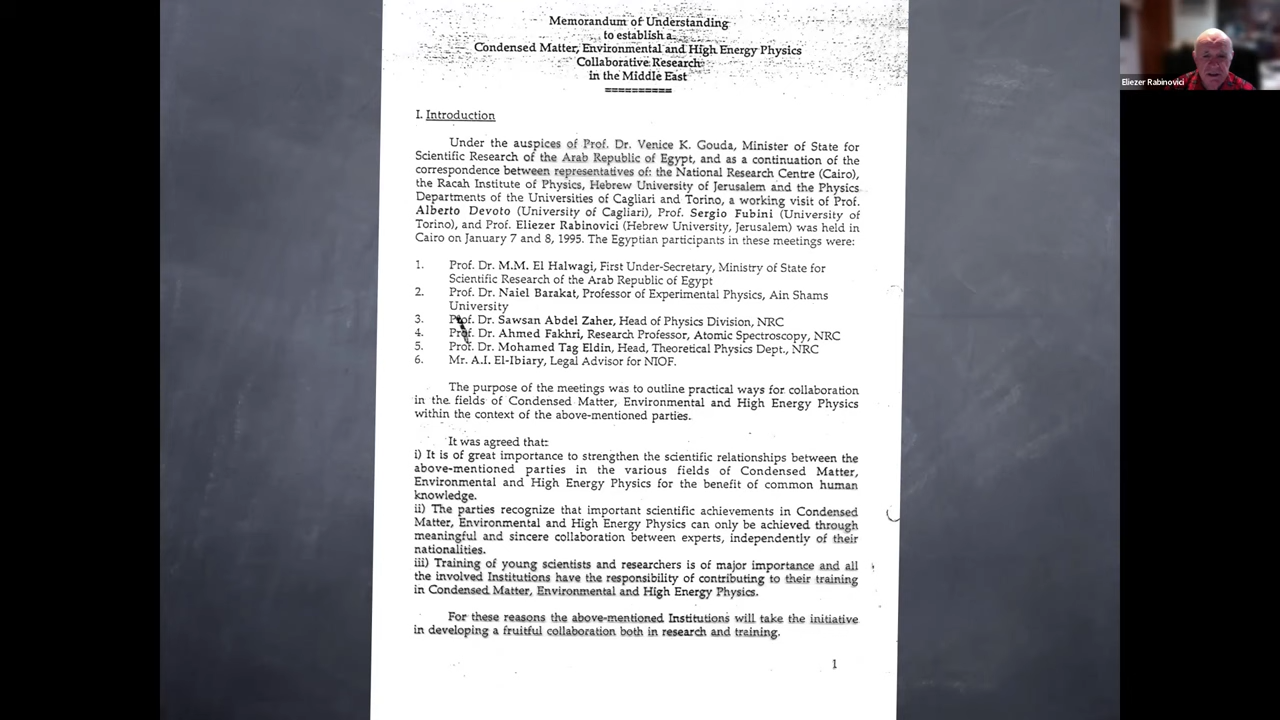 Memorandum of Understanding
to establish a
Condensed Matter, Environmental and High Energy Physics
Collaborative Research
in the Middle East
==========
I. Introduction
Under the auspices of Prof. Dr. Venice K. Gouda, Minister of State for
Scientific Research of the Arab Republic of Egypt, and as a continuation of the
correspondence between representatives of: the National Research Centre (Cairo),
the Racah Institute of Physics, Hebrew University of Jerusalem and the Physics
Departments of the Universities of Cagliari and Torino, a working visit of Prof.
Alberto Devoto (University of Cagliari), Prof. Sergio Fubini (University of
Torino), and Prof. Eliezer Rabinovici (Hebrew University, Jerusalem) was held in
Cairo on January 7 and 8, 1995. The Egyptian participants in these meetings were:
1. Prof. Dr. M.M. El Halwagi, First Under-Secretary, Ministry of State for
Scientific Research of the Arab Republic of Egypt
2. Prof. Dr. Naiel Barakat, Professor of Experimental Physics, Ain Shams
University
3. Prof. Dr. Sawsan Abdel Zaher, Head of Physics Division, NRC
4. Prof. Dr. Ahmed Fakhri, Research Professor, Atomic Spectroscopy, NRC
5. Prof. Dr. Mohamed Tag Eldin, Head, Theoretical Physics Dept., NRC
6. Mr. A.I. El-Ibiary, Legal Advisor for NIOF.
The purpose of the meetings was to outline practical ways for collaboration
in the fields of Condensed Matter, Environmental and High Energy Physics
within the context of the above-mentioned parties.
It was agreed that:
i) It is of great importance to strengthen the scientific relationships between the
above-mentioned parties in the various fields of Condensed Matter,
Environmental and High Energy Physics for the benefit of common human
knowledge.
ii) The parties recognize that important scientific achievements in Condensed
Matter, Environmental and High Energy Physics can only be achieved through
meaningful and sincere collaboration between experts, independently of their
nationalities.
iii) Training of young scientists and researchers is of major importance and all
the involved Institutions have the responsibility of contributing to their training
in Condensed Matter, Environmental and High Energy Physics.
For these reasons the above-mentioned Institutions will take the initiative
in developing a fruitful collaboration both in research and training.
1
Eliezer Rabinovici